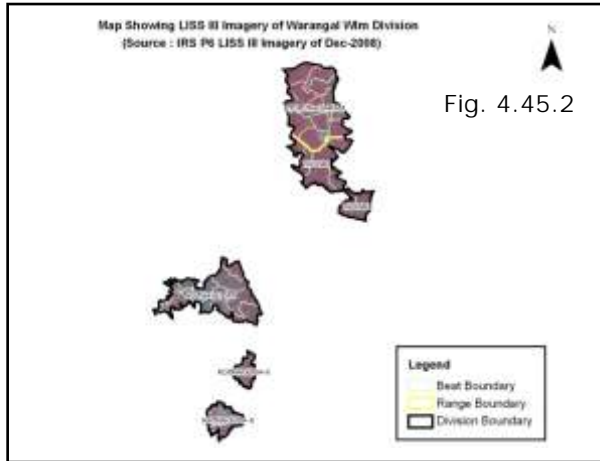 Map Showing LISS III Imagery of Warangal Wlm Division
(Source : IRS P6 LISS III Imagery of Dec-2008)
N
Fig. 4.45.2
Legend
Beat Boundary
Range Boundary
Division Boundary